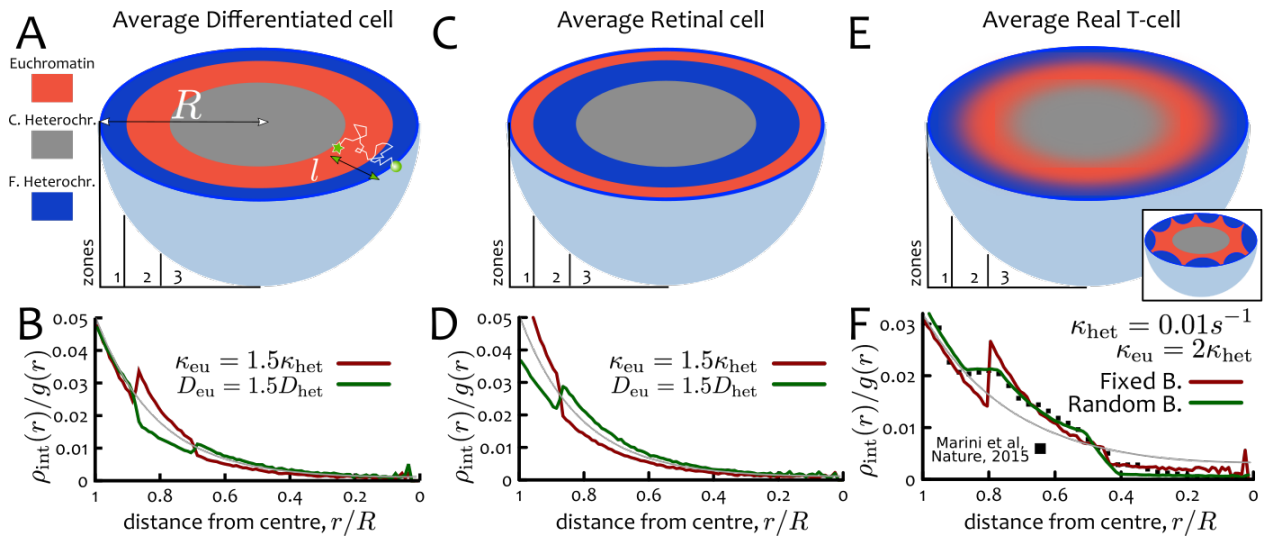 A
Average Differentiated cell
Euchromatin
C. Heterochr.
F. Heterochr.
R
l
zones
1
2
3
B
0.05
0.04
0.03
0.02
0.01
0
ρint(r)/g(r)
κeu = 1.5κhet
Deu = 1.5Dhet
1
0.8
0.6
0.4
0.2
0
distance from centre, r/R
C
Average Retinal cell
zones
1
2
3
D
0.05
0.04
0.03
0.02
0.01
0
ρint(r)/g(r)
κeu = 1.5κhet
Deu = 1.5Dhet
1
0.8
0.6
0.4
0.2
0
distance from centre, r/R
E
Average Real T-cell
zones
1
2
3
F
0.03
0.02
0.01
0
ρint(r)/g(r)
κhet = 0.01s⁻¹
κeu = 2κhet
Fixed B.
Random B.
Marini et al,
Nature, 2015
1
0.8
0.6
0.4
0.2
0
distance from centre, r/R